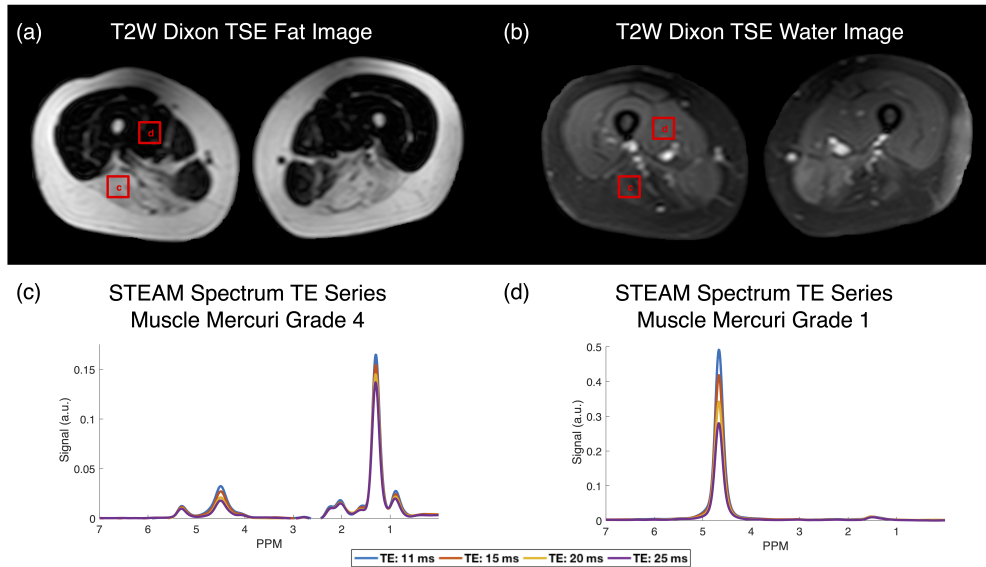 (a)
T2W Dixon TSE Fat Image
(b)
T2W Dixon TSE Water Image
d
c
d
(c)
STEAM Spectrum TE Series
Muscle Mercuri Grade 4
(d)
STEAM Spectrum TE Series
Muscle Mercuri Grade 1
Signal (a.u.)
0.15
0.1
0.05
0
7 6 5 4 3 2 1
PPM
Signal (a.u.)
0.5
0.4
0.3
0.2
0.1
0.0
7 6 5 4 3 2 1
PPM
TE: 11 ms TE: 15 ms TE: 20 ms TE: 25 ms